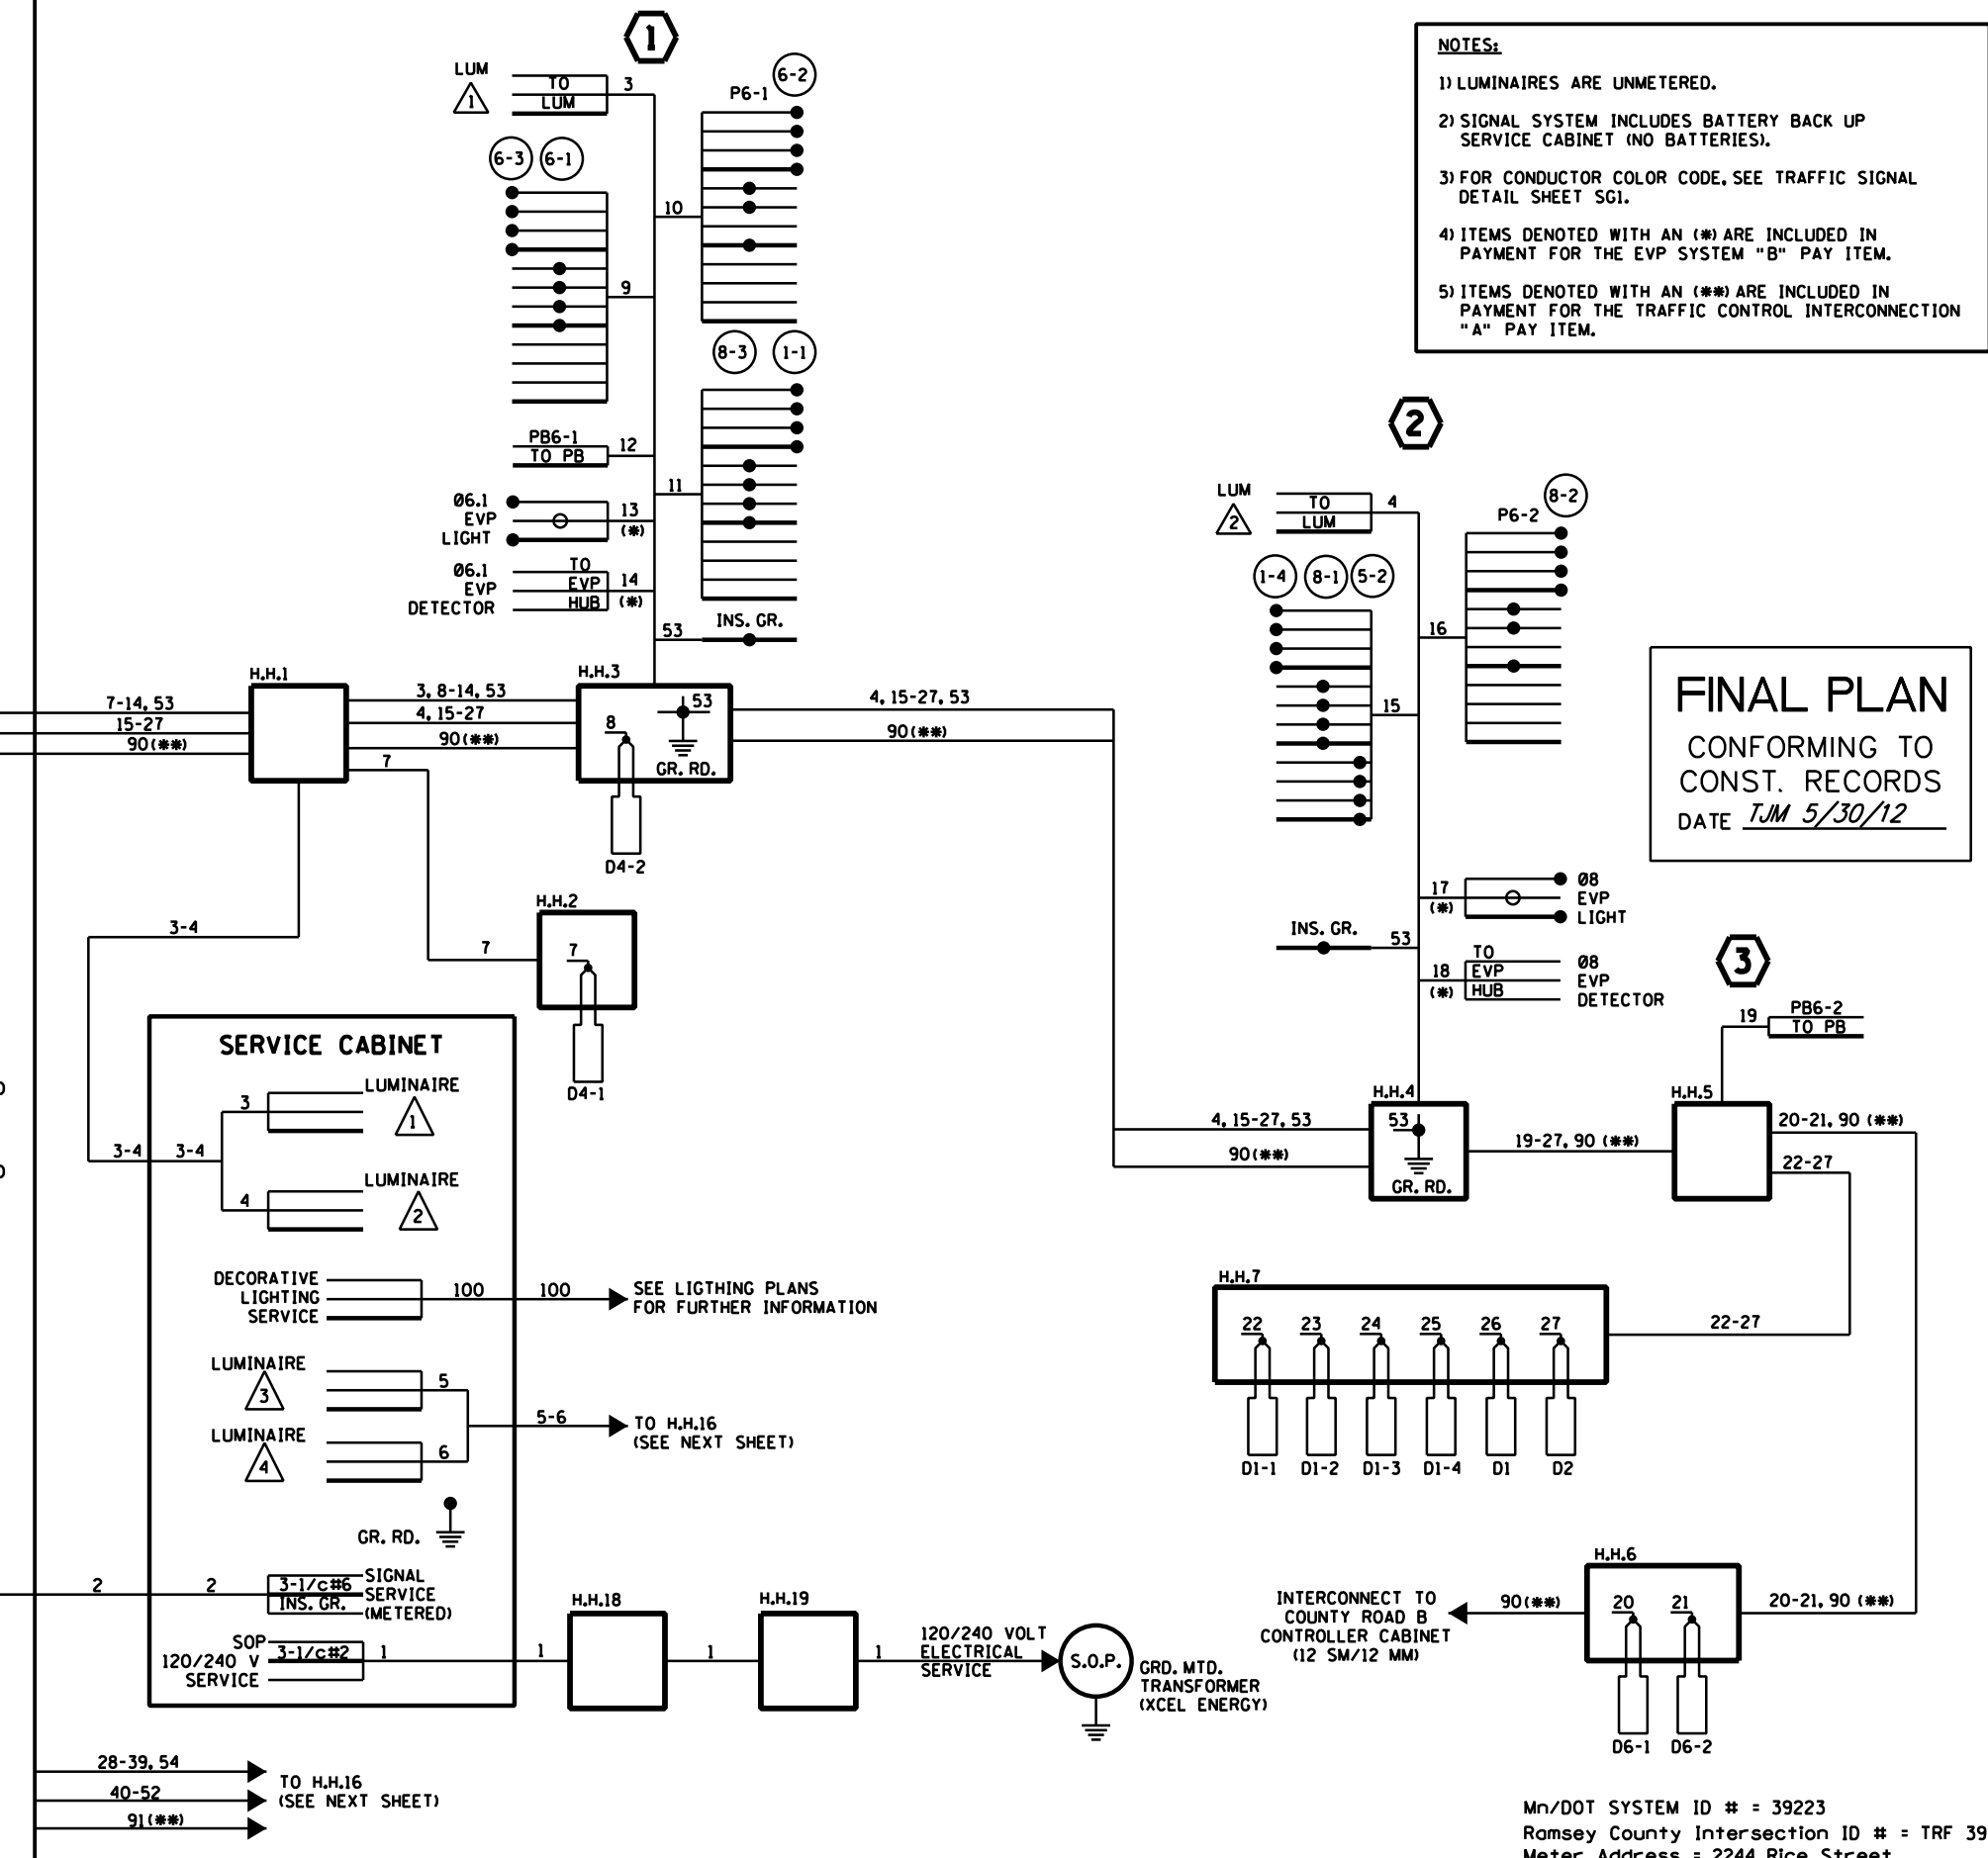 1
LUM
1
TO
LUM
3
P6-1
6-2
6-3
6-1
10
9
8-3
1-1
PB6-1
TO PB
12
11
Ø6.1
EVP
LIGHT
13
(*)
Ø6.1
EVP
DETECTOR
TO
EVP
HUB
14
(*)
INS. GR.
53
NOTES:
1) LUMINAIRES ARE UNMETERED.
2) SIGNAL SYSTEM INCLUDES BATTERY BACK UP
SERVICE CABINET (NO BATTERIES).
3) FOR CONDUCTOR COLOR CODE, SEE TRAFFIC SIGNAL
DETAIL SHEET SG1.
4) ITEMS DENOTED WITH AN (*) ARE INCLUDED IN
PAYMENT FOR THE EVP SYSTEM "B" PAY ITEM.
5) ITEMS DENOTED WITH AN (**) ARE INCLUDED IN
PAYMENT FOR THE TRAFFIC CONTROL INTERCONNECTION
"A" PAY ITEM.
2
LUM
2
TO
LUM
4
P6-2
8-2
1-4
8-1
5-2
16
15
17
(*)
Ø8
EVP
LIGHT
INS. GR.
53
18
(*)
TO
EVP
HUB
Ø8
EVP
DETECTOR
FINAL PLAN
CONFORMING TO
CONST. RECORDS
DATE TJM 5/30/12
3
19
PB6-2
TO PB
H.H.1
7-14, 53
15-27
90(**)
3, 8-14, 53
4, 15-27
90(**)
7
H.H.3
8
53
GR. RD.
D4-2
4, 15-27, 53
90(**)
3-4
7
H.H.2
7
D4-1
H.H.4
53
GR. RD.
4, 15-27, 53
90(**)
19-27, 90 (**)
H.H.5
20-21, 90 (**)
22-27
SERVICE CABINET
3-4
3-4
3
LUMINAIRE
1
4
LUMINAIRE
2
DECORATIVE
LIGHTING
SERVICE
100
100
SEE LIGTHING PLANS
FOR FURTHER INFORMATION
LUMINAIRE
3
5
LUMINAIRE
4
6
5-6
TO H.H.16
(SEE NEXT SHEET)
GR. RD.
2
2
3-1/c#6
INS. GR.
SIGNAL
SERVICE
(METERED)
SOP
120/240 V
SERVICE
3-1/c#2
1
1
H.H.18
1
H.H.19
1
120/240 VOLT
ELECTRICAL
SERVICE
S.O.P.
GRD. MTD.
TRANSFORMER
(XCEL ENERGY)
H.H.7
22
23
24
25
26
27
D1-1
D1-2
D1-3
D1-4
D1
D2
22-27
H.H.6
20
21
D6-1
D6-2
20-21, 90 (**)
90(**)
INTERCONNECT TO
COUNTY ROAD B
CONTROLLER CABINET
(12 SM/12 MM)
28-39, 54
40-52
91(**)
TO H.H.16
(SEE NEXT SHEET)
Mn/DOT SYSTEM ID # = 39223
Ramsey County Intersection ID # = TRF 39
Meter Address = 2244 Rice Street